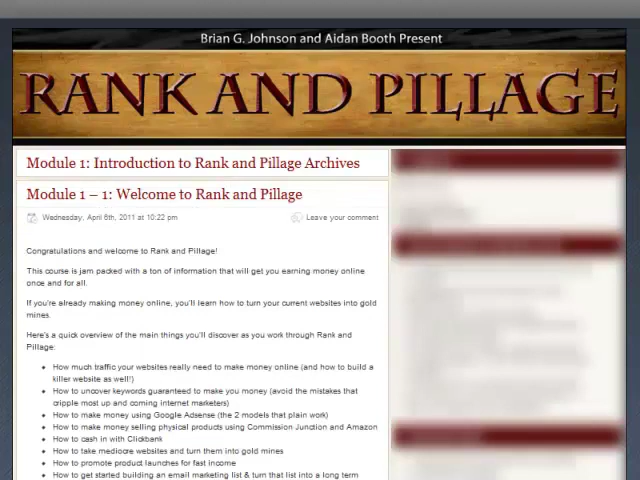 Brian G. Johnson and Aidan Booth Present
RANK AND PILLAGE
Module 1: Introduction to Rank and Pillage Archives
Module 1 – 1: Welcome to Rank and Pillage
Wednesday, April 6th, 2011 at 10:22 pm
Leave your comment
Congratulations and welcome to Rank and Pillage!
This course is jam packed with a ton of information that will get you earning money online
once and for all.
If you're already making money online, you'll learn how to turn your current websites into gold
mines.
Here's a quick overview of the main things you'll discover as you work through Rank and
Pillage:
How much traffic your websites really need to make money online (and how to build a
killer website as well!)
How to uncover keywords guaranteed to make you money (avoid the mistakes that
cripple most up and coming internet marketers)
How to make money using Google Adsense (the 2 models that plain work)
How to make money selling physical products using Commission Junction and Amazon
How to cash in with Clickbank
How to take mediocre websites and turn them into gold mines
How to promote product launches for fast income
How to get started building an email marketing list & turn that list into a long term